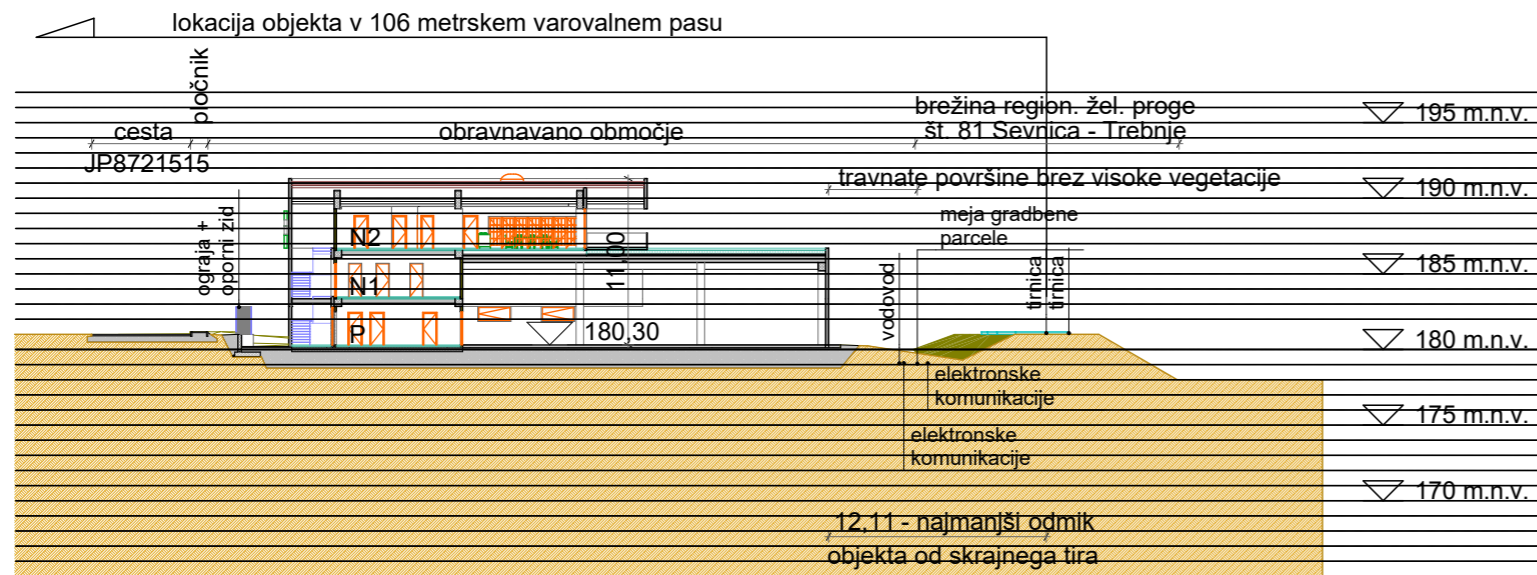 lokacija objekta v 106 metrskem varovalnem pasu
pločnik
cesta
obravnavano območje
brežina region. žel. proge
št. 81 Sevnica - Trebnje
195 m.n.v.
JP8721515
travnate površine brez visoke vegetacije
190 m.n.v.
meja gradbene
parcele
ograja +
oporni zid
N2
11,00
vodovod
tirnica
tirnica
185 m.n.v.
N1
P
180,30
180 m.n.v.
elektronske
komunikacije
175 m.n.v.
elektronske
komunikacije
170 m.n.v.
12,11 - najmanjši odmik
objekta od skrajnega tira